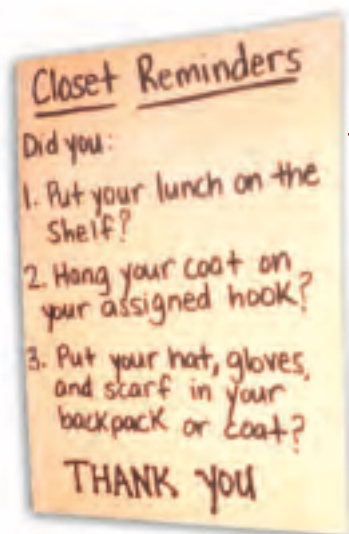 Closet Reminders
Did you:
1. Put your lunch on the
Shelf?
2. Hang your coat on
your assigned hook?
3. Put your hat, gloves,
and scarf in your
backpack or coat?
THANK YOU